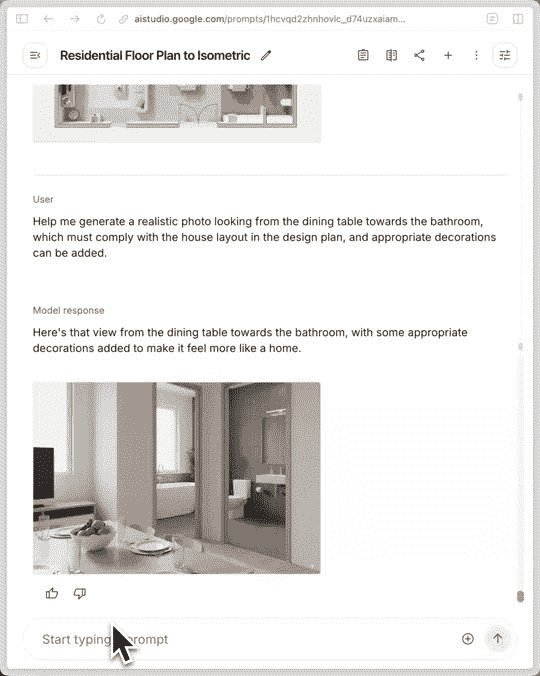 aistudio.google.com/prompts/1hcvqd2zhnhovlc_d74uzxaiam...
Residential Floor Plan to Isometric
User
Help me generate a realistic photo looking from the dining table towards the bathroom,
which must comply with the house layout in the design plan, and appropriate decorations
can be added.
Model response
Here's that view from the dining table towards the bathroom, with some appropriate
decorations added to make it feel more like a home.
Start typing prompt